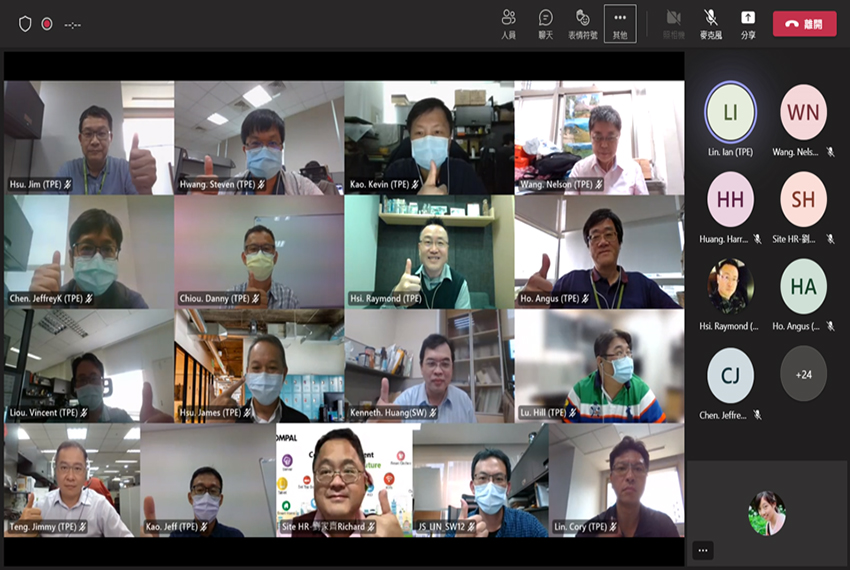 --:--
人員
聊天
表情符號
其他
照相機
麥克風
分享
離開
Hsu. Jim (TPE)
Hwang. Steven (TPE)
Kao. Kevin (TPE)
Wang. Nelson (TPE)
Chen. JeffreyK (TPE)
Chiou. Danny (TPE)
Hsi. Raymond (TPE)
Ho. Angus (TPE)
Liou. Vincent (TPE)
Hsu. James (TPE)
Kenneth. Huang(SW)
Lu. Hill (TPE)
OMPAL
Teng. Jimmy (TPE)
Kao. Jeff (TPE)
Site HR-劉家齊Richard
JS_LIN_SW12
Lin. Cory (TPE)
LI
WN
Lin. Ian (TPE)
Wang. Nels...
HH
SH
Huang. Harr...
Site HR-劉...
HA
Hsi. Raymond (...
Ho. Angus (...
CJ
+24
Chen. Jeffre...